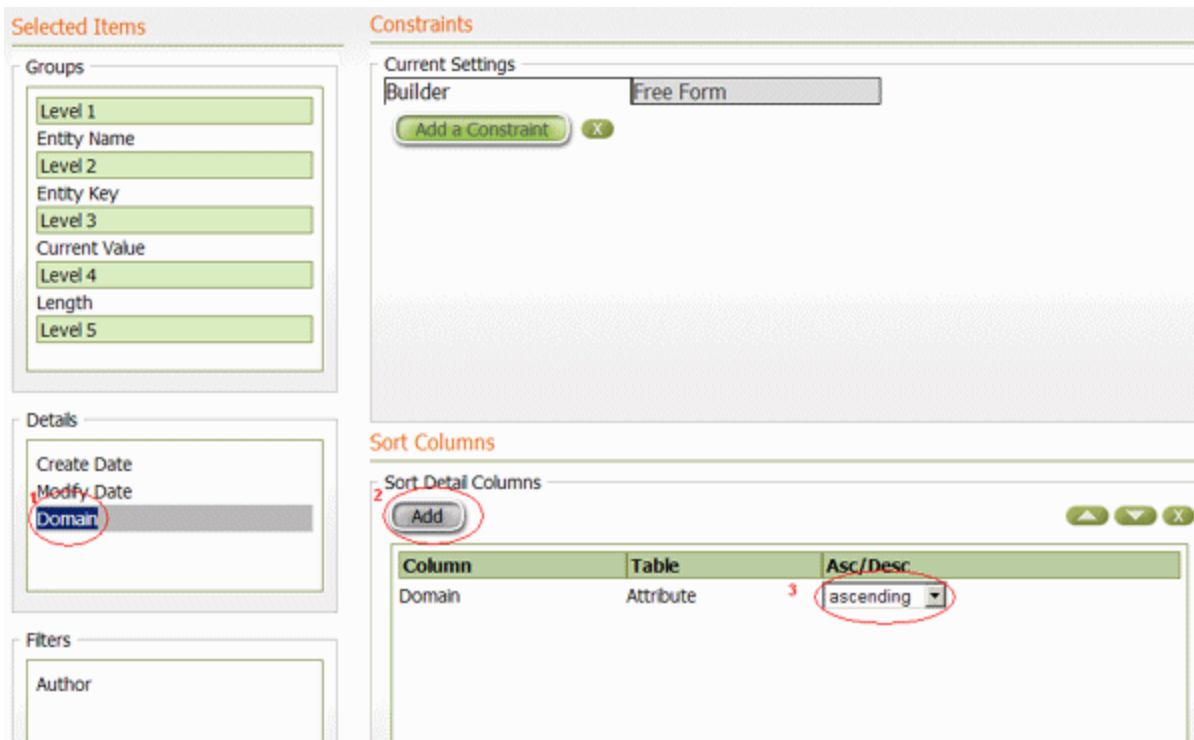 Selected Items
Groups
Level 1
Entity Name
Level 2
Entity Key
Level 3
Current Value
Level 4
Length
Level 5
Details
Create Date
Modify Date
1
Domain
Filters
Author
Constraints
Current Settings
Builder Free Form
Add a Constraint X
Sort Columns
Sort Detail Columns
2
Add X
Column Table Asc/Desc
Domain Attribute 3 ascending